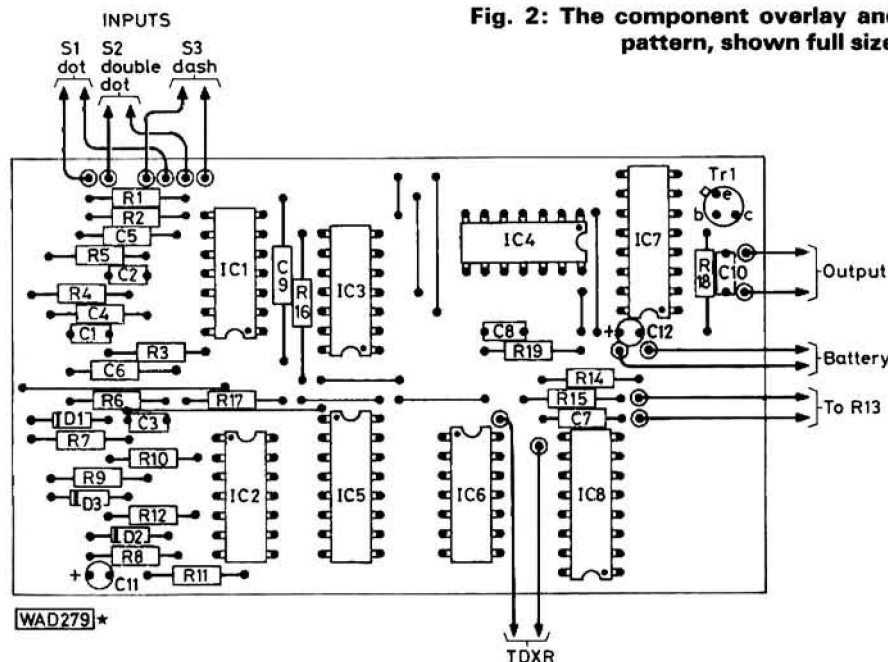 Fig. 2: The component overlay and
pattern, shown full size
INPUTS
S1 S2 S3
dot double dash
dot
R1
R2
C5
R5
C2
R4
C4
C1
R3
C6
R6
R17
D1
C3
R7
R10
R9
D3
R12
D2
R8
+ C11
R11
IC1
C9
R16
IC3
IC4
IC7
Tr1
e
b c
R18
C10
Output
C8
R19
+ C12
Battery
R14
R15
C7
To R13
IC2
IC5
IC6
IC8
WAD279 *
TDXR